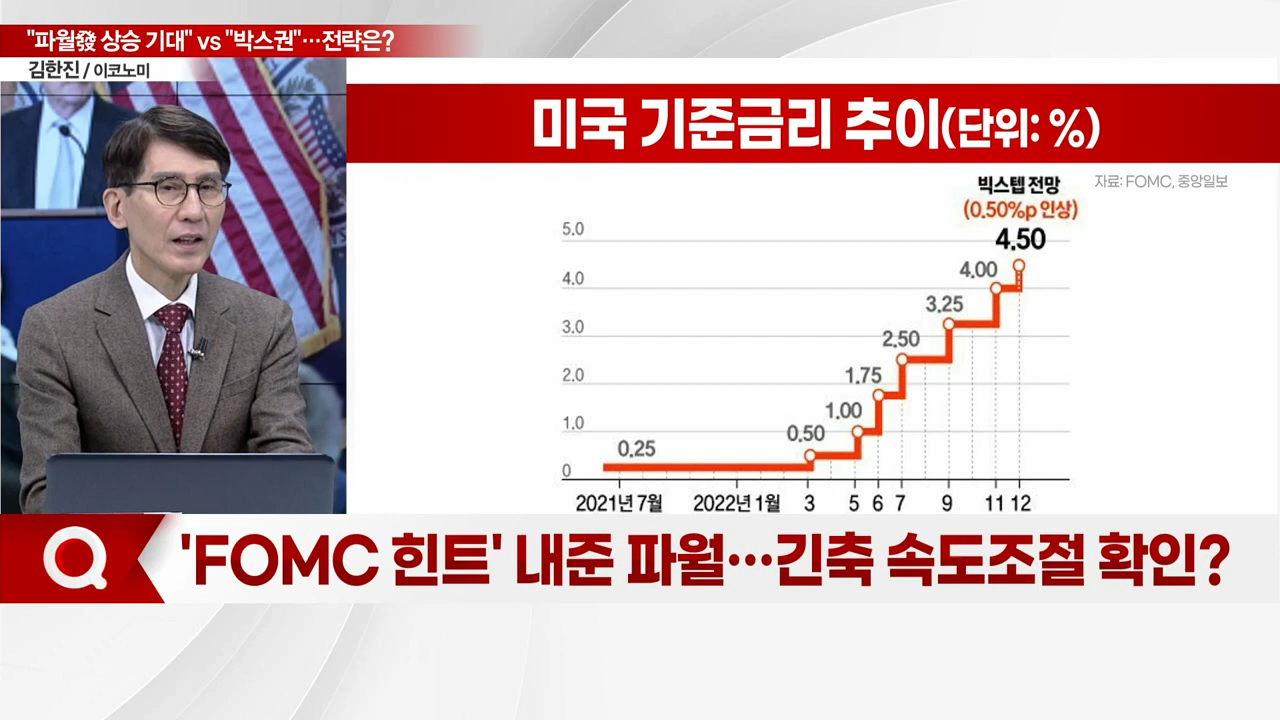 "파월發 상승 기대" vs "박스권"…전략은?
김한진 / 이코노미
미국 기준금리 추이(단위: %)
자료: FOMC, 중앙일보
빅스텝 전망
(0.50%p 인상)
4.50
5.0
4.0
3.0
2.0
1.0
0
0.25
0.50
1.00
1.75
2.50
3.25
4.00
2021년 7월 2022년 1월 3 5 6 7 9 11 12
Q 'FOMC 힌트' 내준 파월…긴축 속도조절 확인?